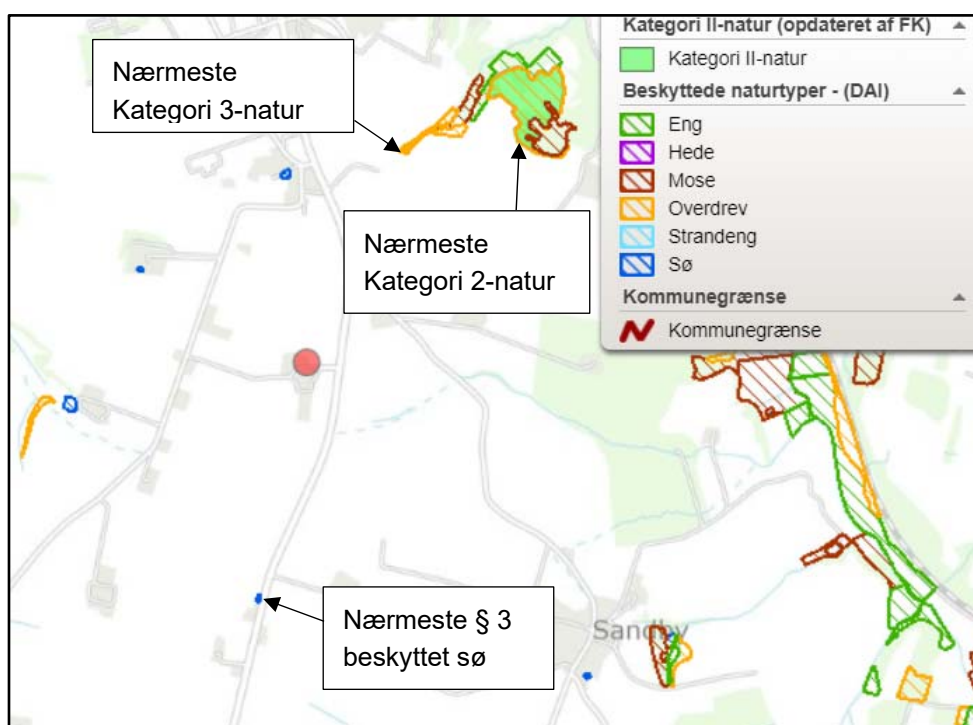 Nærmeste
Kategori 3-natur
Nærmeste
Kategori 2-natur
Nærmeste § 3
beskyttet sø
Sandby
Kategori II-natur (opdateret af FK)
Kategori II-natur
Beskyttede naturtyper - (DAI)
Eng
Hede
Mose
Overdrev
Strandeng
Sø
Kommunegrænse
Kommunegrænse